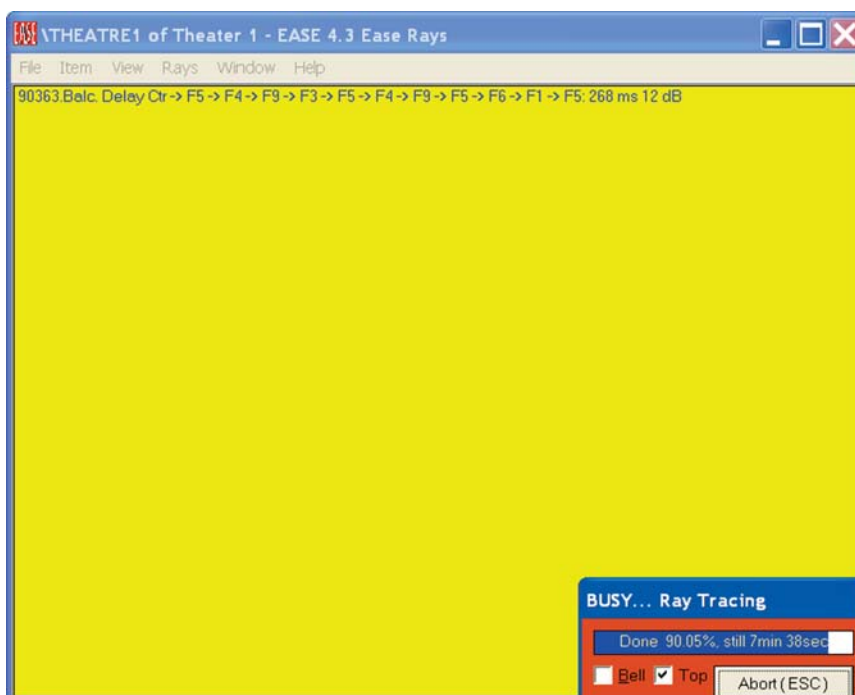 EASE \THEATRE1 of Theater 1 - EASE 4.3 Ease Rays
File Item View Rays Window Help
90363.Balc. Delay Ctr -> F5 -> F4 -> F9 -> F3 -> F5 -> F4 -> F9 -> F5 -> F6 -> F1 -> F5: 268 ms 12 dB
BUSY... Ray Tracing
Done 90.05%, still 7min 38sec
Bell Top Abort (ESC)